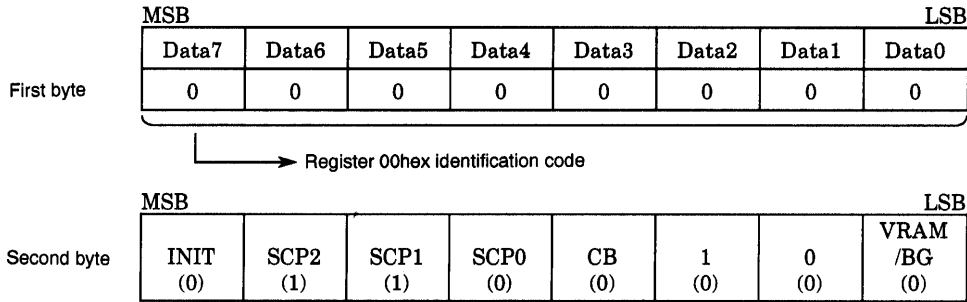 MSB LSB
Data7 Data6 Data5 Data4 Data3 Data2 Data1 Data0
First byte 0 0 0 0 0 0 0 0
Register 00hex identification code
MSB LSB
Second byte INIT (0) SCP2 (1) SCP1 (1) SCP0 (0) CB (0) 1 (0) 0 (0) VRAM /BG (0)